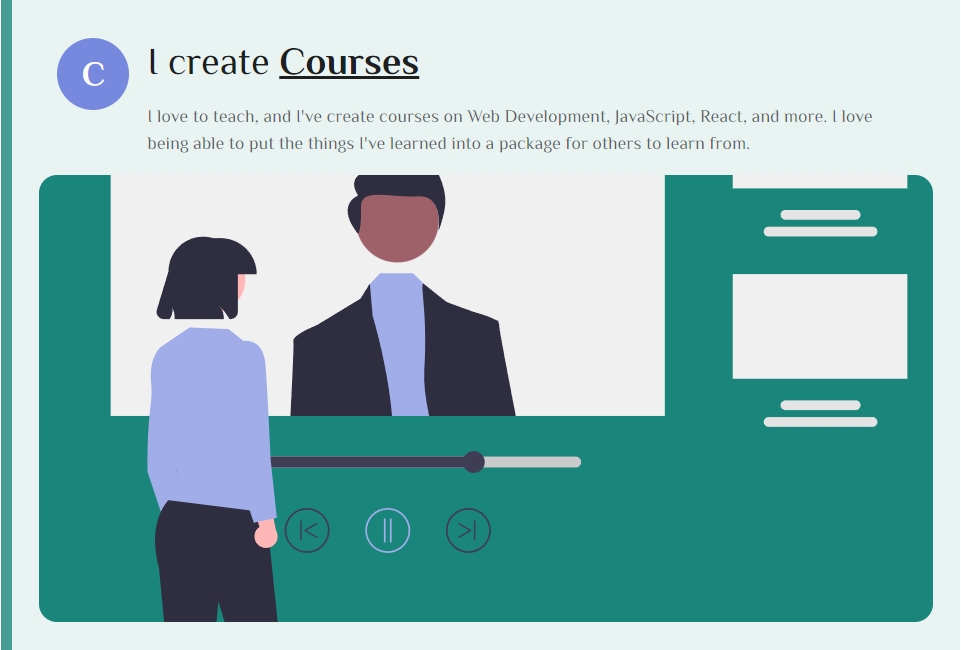 C
I create Courses
I love to teach, and I've create courses on Web Development, JavaScript, React, and more. I love
being able to put the things I've learned into a package for others to learn from.